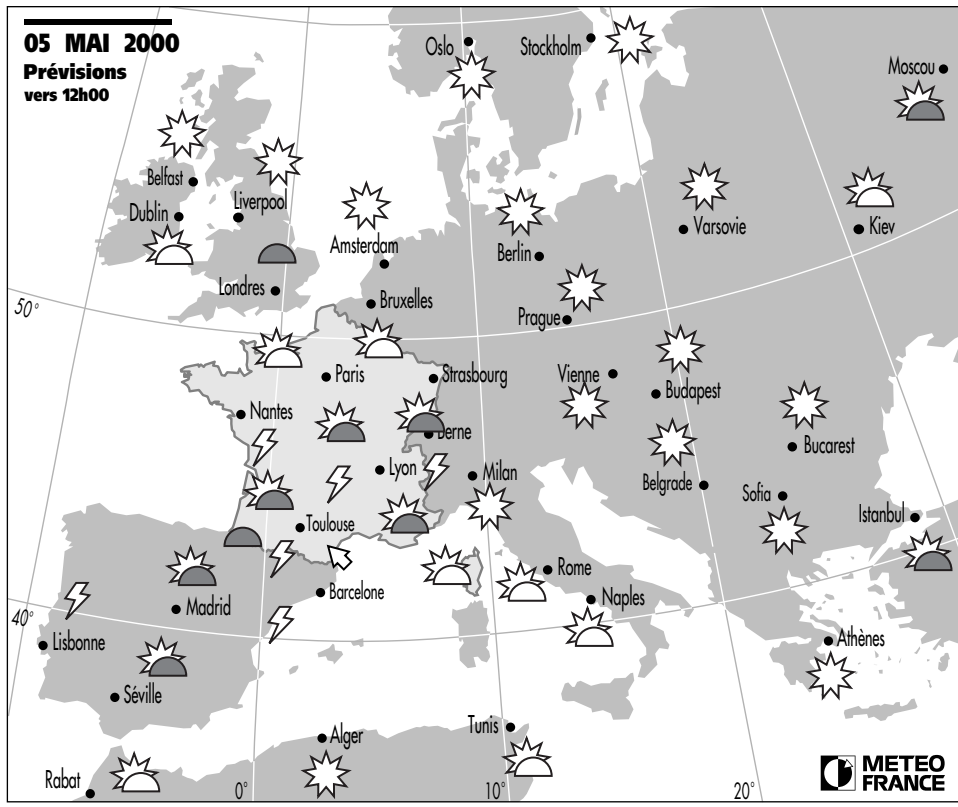 05 MAI 2000
Prévisions
vers 12h00
Oslo
Stockholm
Moscou
Belfast
Liverpool
Dublin
Varsovie
Kiev
Amsterdam
Berlin
Londres
Bruxelles
50°
Prague
Paris
Strasbourg
Vienne
Budapest
Nantes
Berne
Bucarest
Lyon
Milan
Belgrade
Sofia
Istanbul
Toulouse
Rome
Barcelone
Naples
Madrid
40°
Lisbonne
Athènes
Séville
Tunis
Alger
Rabat
0°
10°
20°
METEO
FRANCE